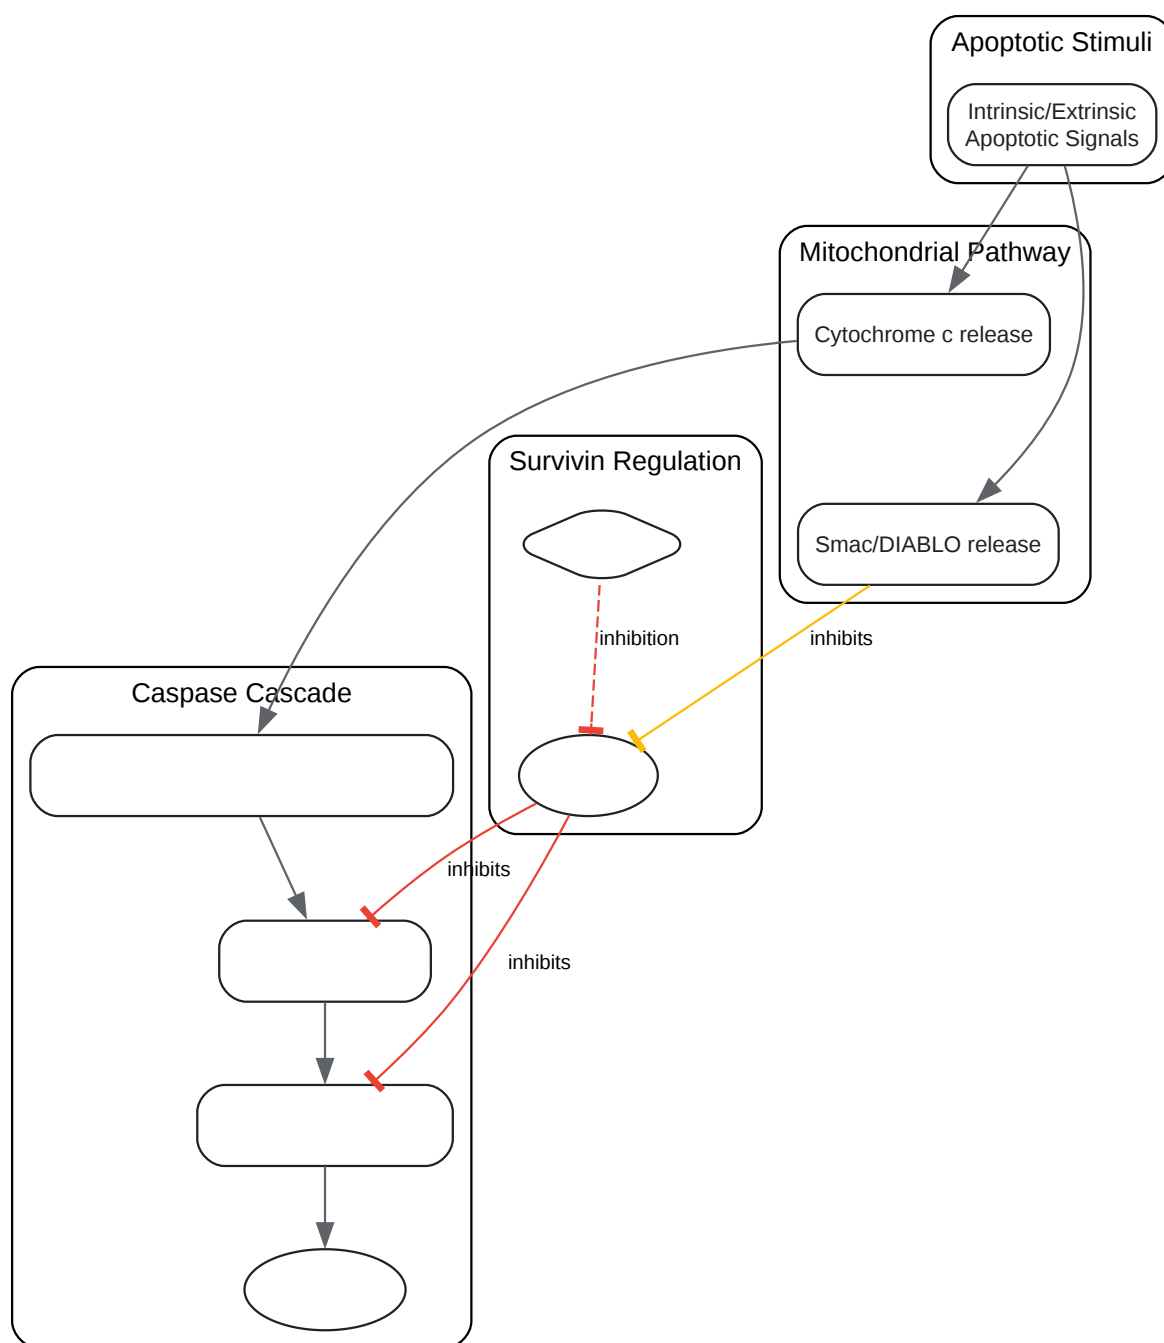 Apoptotic Stimuli
Intrinsic/Extrinsic
Apoptotic Signals
Mitochondrial Pathway
Cytochrome c release
Survivin Regulation
Smac/DIABLO release
inhibition
inhibits
Caspase Cascade
inhibits
inhibits